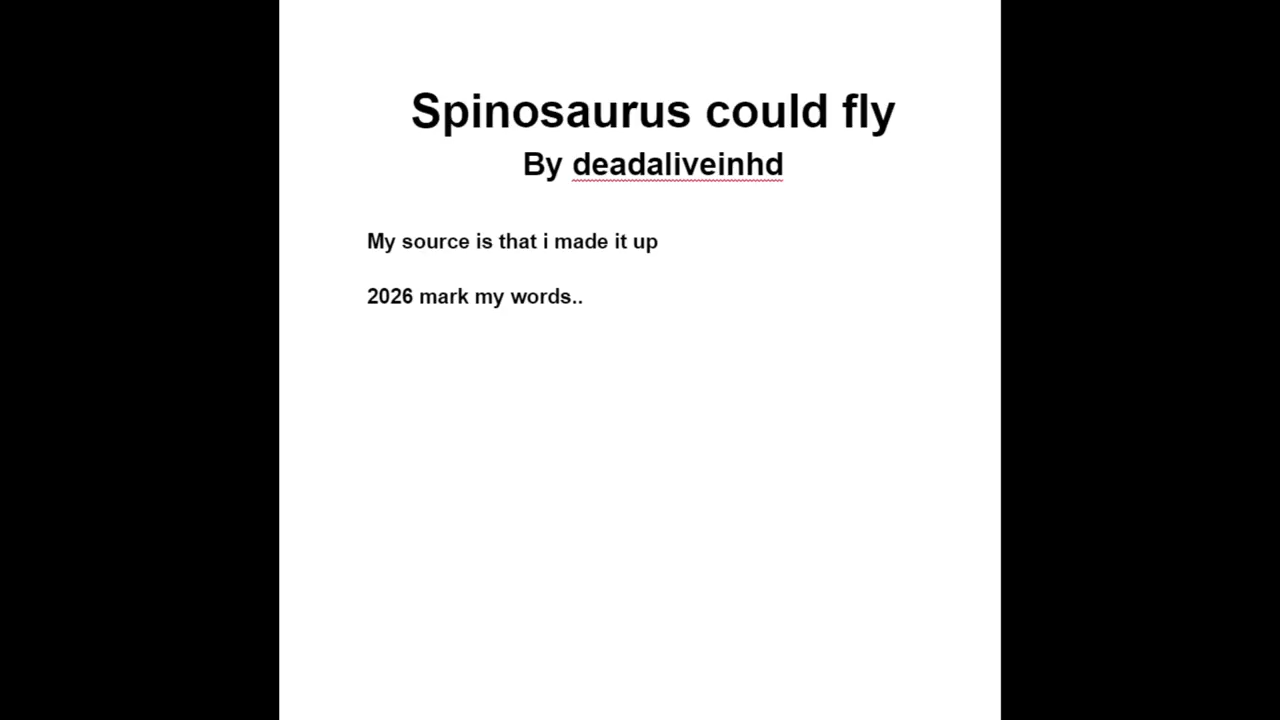 Spinosaurus could fly
By deadaliveinhd
My source is that i made it up
2026 mark my words..